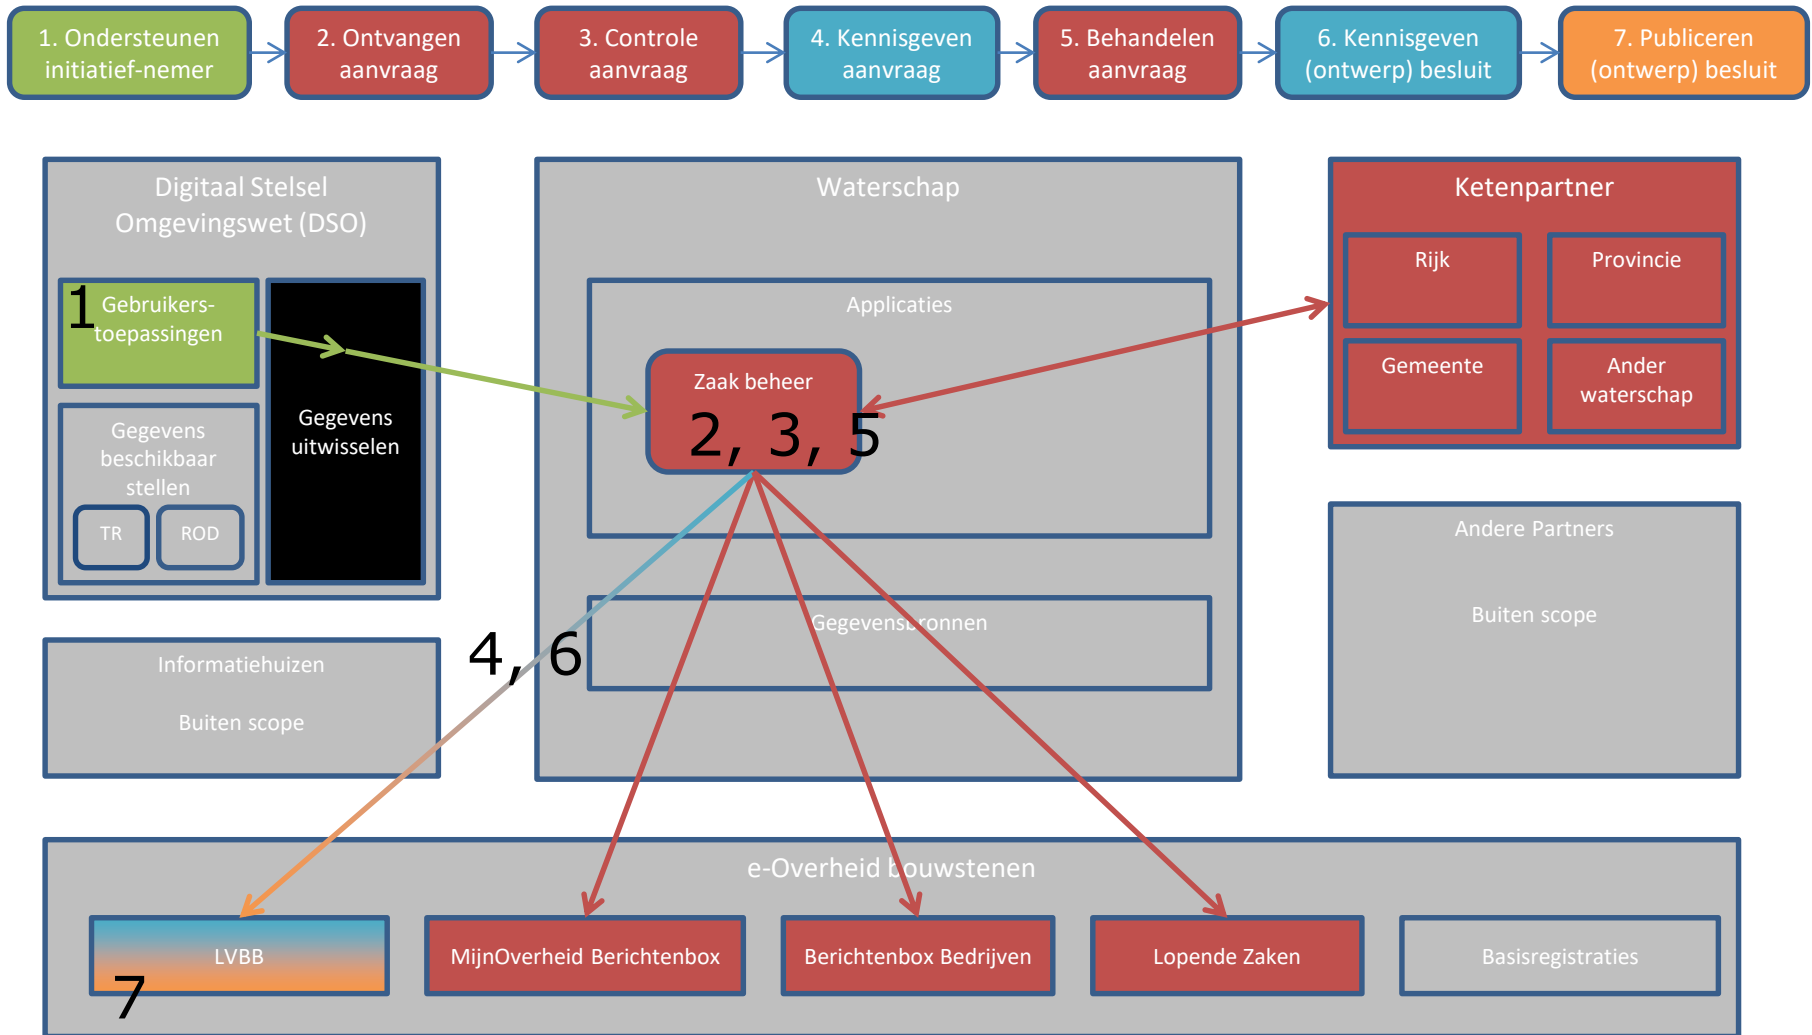 1. Ondersteunen
initiatief-nemer
2. Ontvangen
aanvraag
3. Controle
aanvraag
4. Kennisgeven
aanvraag
5. Behandelen
aanvraag
6. Kennisgeven
(ontwerp) besluit
7. Publiceren
(ontwerp) besluit
Digitaal Stelsel
Omgevingswet (DSO)
1
Gebruikers-
toepassingen
Gegevens
uitwisselen
Gegevens
beschikbaar
stellen
TR
ROD
Informatiehuizen
Buiten scope
Waterschap
Applicaties
Zaak beheer
2, 3, 5
Gegevensbronnen
4, 6
Ketenpartner
Rijk
Provincie
Gemeente
Ander
waterschap
Andere Partners
Buiten scope
e-Overheid bouwstenen
LVBB
7
MijnOverheid Berichtenbox
Berichtenbox Bedrijven
Lopende Zaken
Basisregistraties